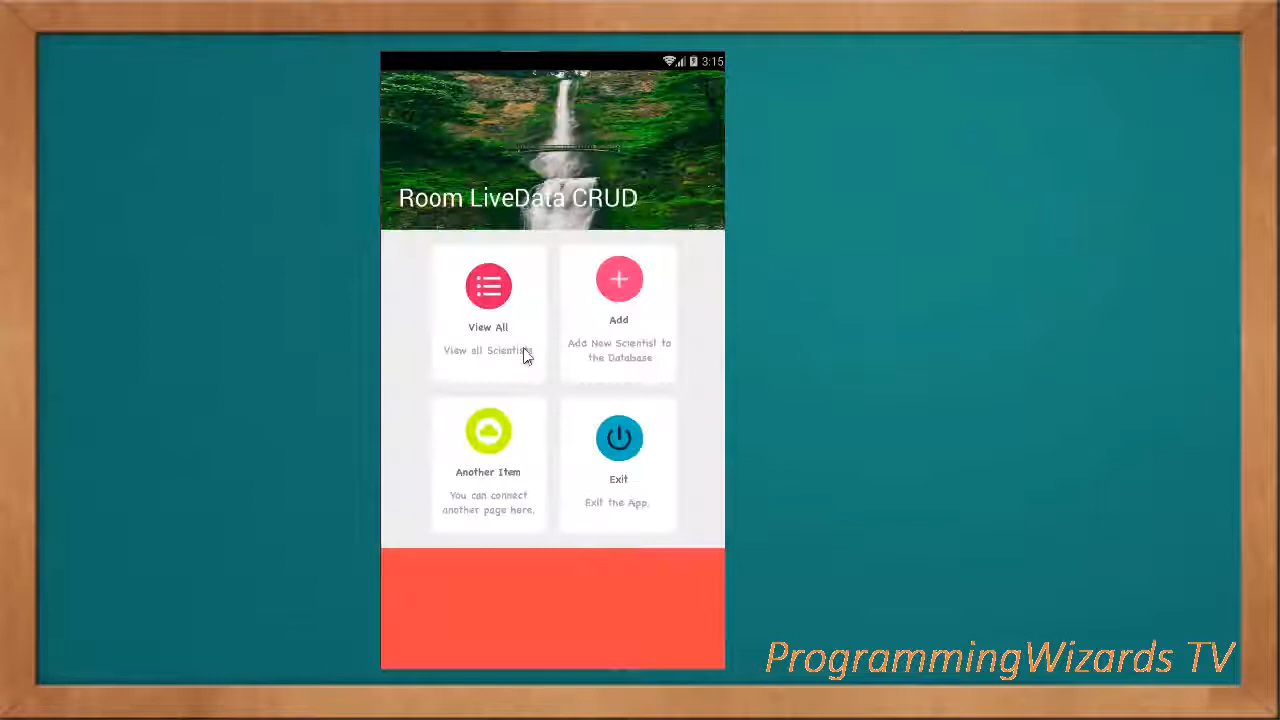 3:15
Room LiveData CRUD
View All
View all Scientists
Add
Add New Scientist to
the Database
Another Item
You can connect
another page here.
Exit
Exit the App.
ProgrammingWizards TV